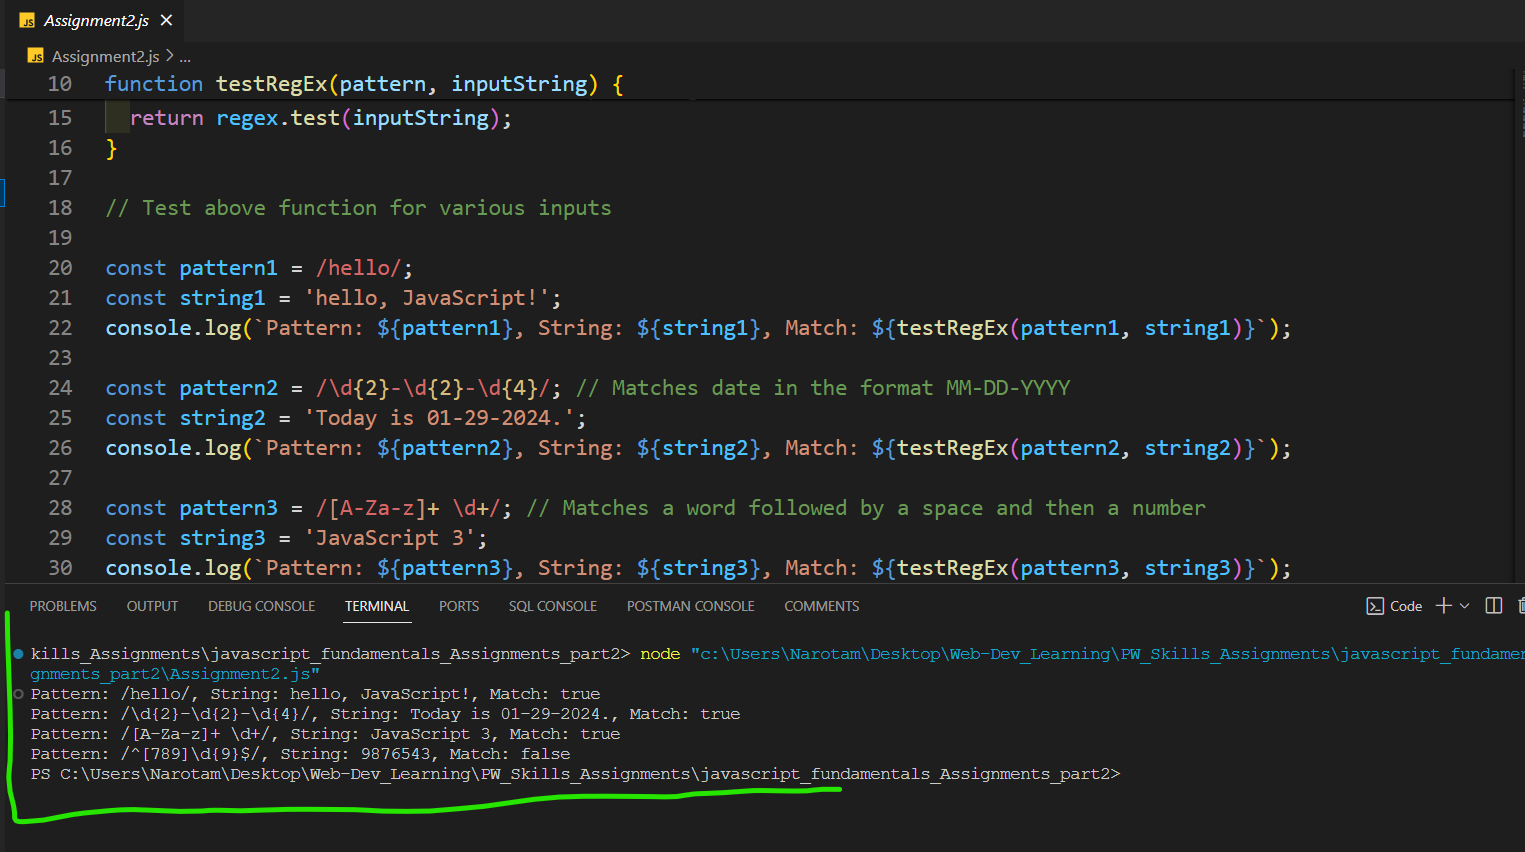 JS Assignment2.js ×
JS Assignment2.js > ...
10 function testRegEx(pattern, inputString) {
15 return regex.test(inputString);
16 }
17
18 // Test above function for various inputs
19
20 const pattern1 = /hello/;
21 const string1 = 'hello, JavaScript!';
22 console.log(`Pattern: ${pattern1}, String: ${string1}, Match: ${testRegEx(pattern1, string1)}`);
23
24 const pattern2 = /\d{2}-\d{2}-\d{4}/; // Matches date in the format MM-DD-YYYY
25 const string2 = 'Today is 01-29-2024.';
26 console.log(`Pattern: ${pattern2}, String: ${string2}, Match: ${testRegEx(pattern2, string2)}`);
27
28 const pattern3 = /[A-Za-z]+ \d+/; // Matches a word followed by a space and then a number
29 const string3 = 'JavaScript 3';
30 console.log(`Pattern: ${pattern3}, String: ${string3}, Match: ${testRegEx(pattern3, string3)}`);
PROBLEMS OUTPUT DEBUG CONSOLE TERMINAL PORTS SQL CONSOLE POSTMAN CONSOLE COMMENTS Code
kills_Assignments\javascript_fundamentals_Assignments_part2> node "c:\Users\Narotam\Desktop\Web-Dev_Learning\PW_Skills_Assignments\javascript_fundamen
gnments_part2\Assignment2.js"
Pattern: /hello/, String: hello, JavaScript!, Match: true
Pattern: /\d{2}-\d{2}-\d{4}/, String: Today is 01-29-2024., Match: true
Pattern: /[A-Za-z]+ \d+/, String: JavaScript 3, Match: true
Pattern: /^[789]\d{9}$/, String: 9876543, Match: false
PS C:\Users\Narotam\Desktop\Web-Dev_Learning\PW_Skills_Assignments\javascript_fundamentals_Assignments_part2>